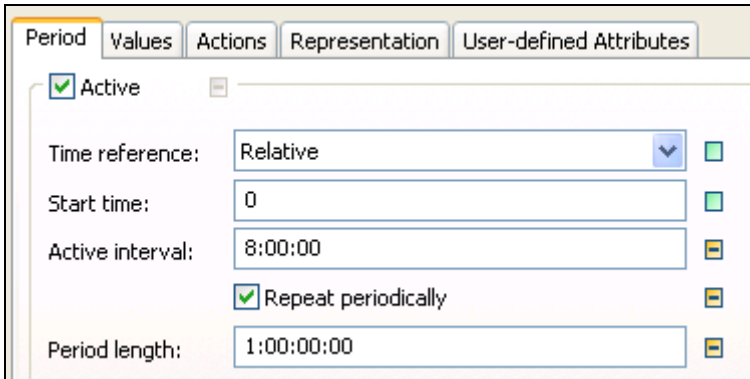 Period Values Actions Representation User-defined Attributes
Active
Time reference: Relative
Start time: 0
Active interval: 8:00:00
Repeat periodically
Period length: 1:00:00:00